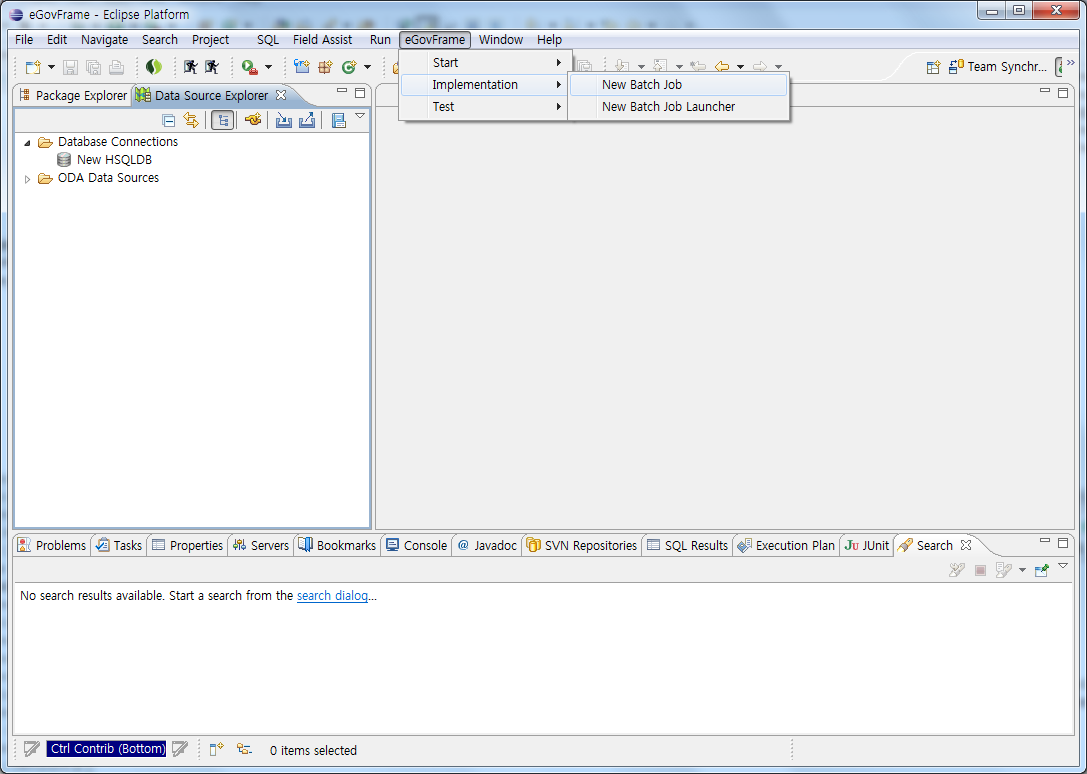 eGovFrame - Eclipse Platform
File Edit Navigate Search Project SQL Field Assist Run eGovFrame Window Help
Start
Implementation
Test
New Batch Job
New Batch Job Launcher
Team Synchr...
Package Explorer Data Source Explorer
Database Connections
New HSQLDB
ODA Data Sources
Problems Tasks Properties Servers Bookmarks Console Javadoc SVN Repositories SQL Results Execution Plan JUnit Search
No search results available. Start a search from the search dialog...
Ctrl Contrib (Bottom) 0 items selected